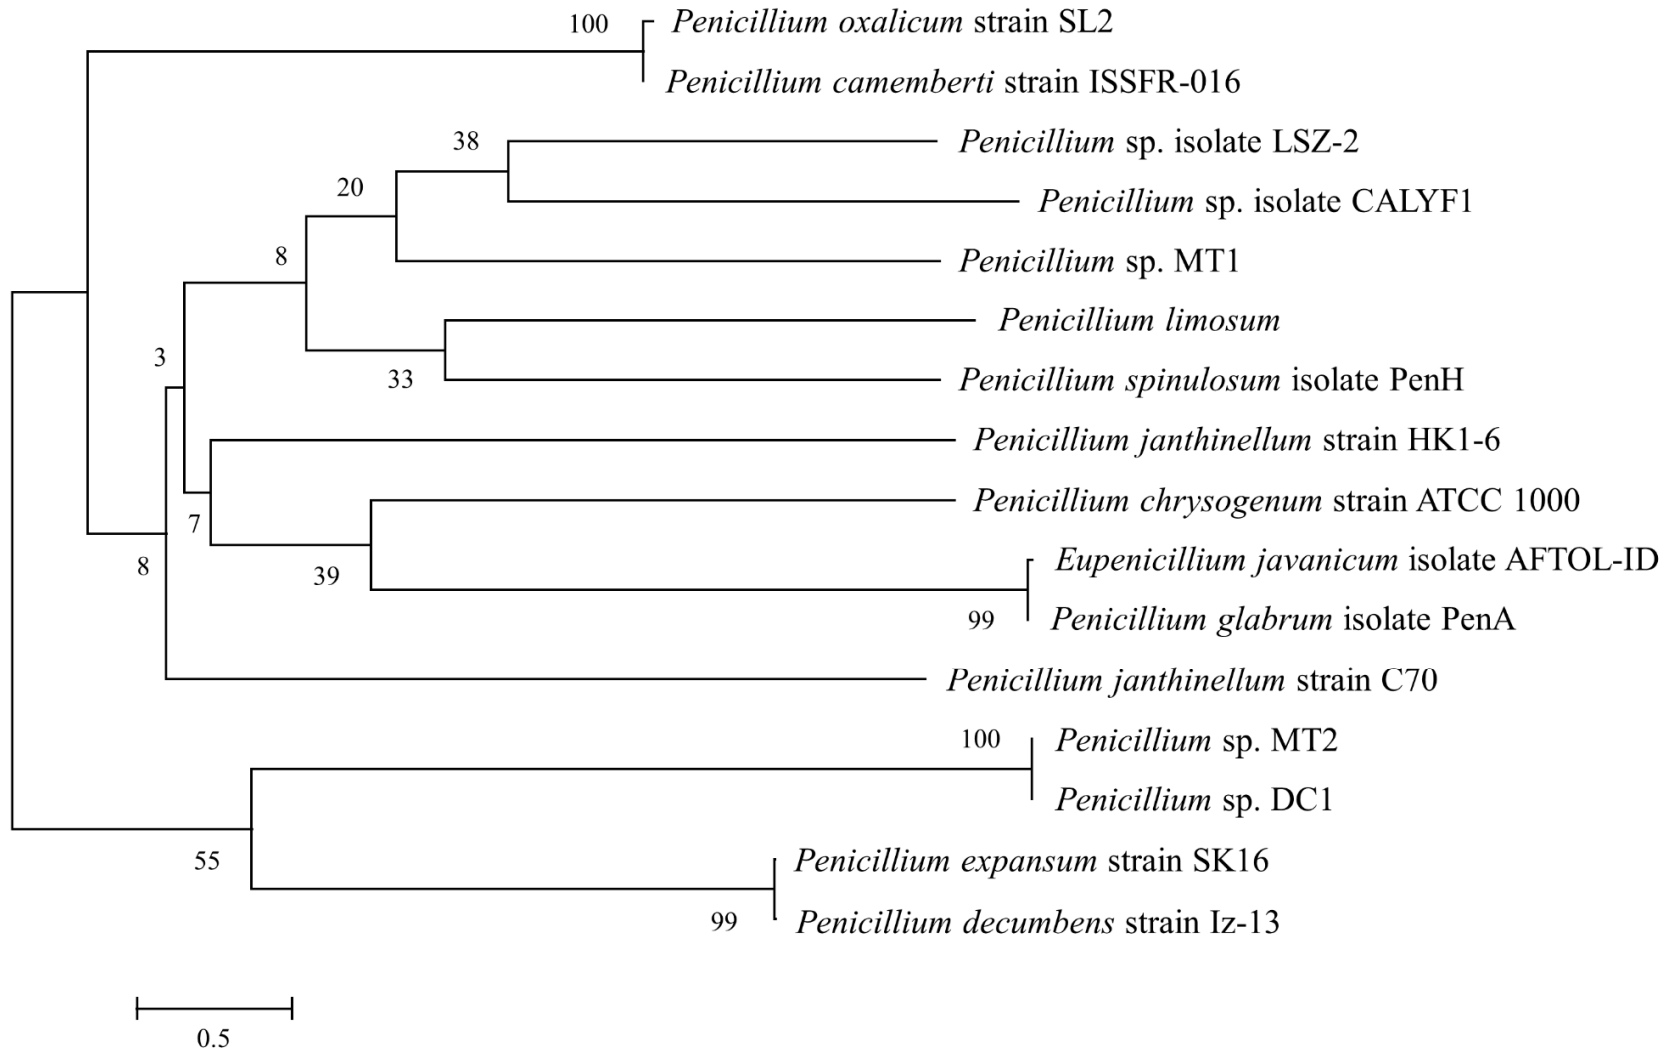 100
Penicillium oxalicum strain SL2
Penicillium camemberti strain ISSFR-016
38
Penicillium sp. isolate LSZ-2
20
Penicillium sp. isolate CALYF1
8
Penicillium sp. MT1
Penicillium limosum
3
33
Penicillium spinulosum isolate PenH
Penicillium janthinellum strain HK1-6
7
Penicillium chrysogenum strain ATCC 1000
8
39
Eupenicillium javanicum isolate AFTOL-ID
99
Penicillium glabrum isolate PenA
Penicillium janthinellum strain C70
100
Penicillium sp. MT2
Penicillium sp. DC1
55
Penicillium expansum strain SK16
99
Penicillium decumbens strain Iz-13
0.5